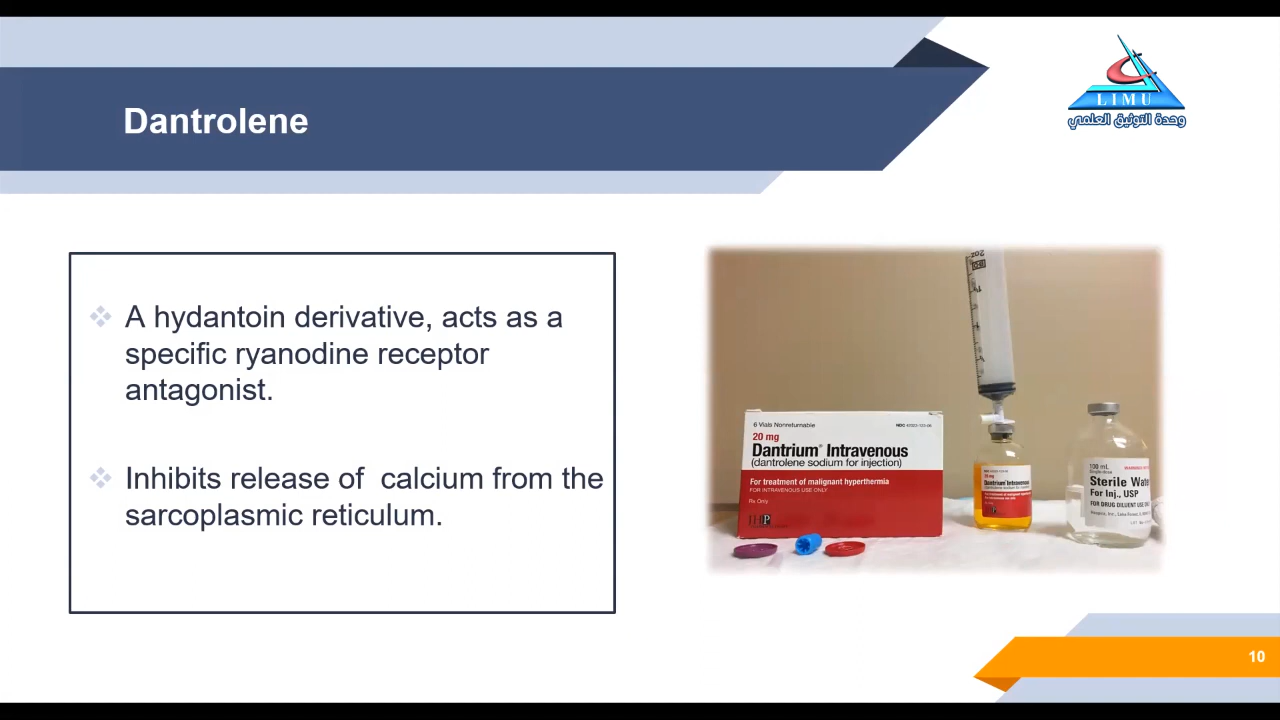 Dantrolene
LIMU
وحدة التوثيق العلمي
A hydantoin derivative, acts as a
specific ryanodine receptor
antagonist.
Inhibits release of  calcium from the
sarcoplasmic reticulum.
6 Vials Nonreturnable
20 mg
Dantrium® Intravenous
(dantrolene sodium for injection)
For treatment of malignant hyperthermia
FOR INTRAVENOUS USE ONLY
Rx Only
JHP
20 mg
Dantrium Intravenous
100 mL
Sterile Wate
For Inj., USP
FOR DRUG DILUENT USE
10